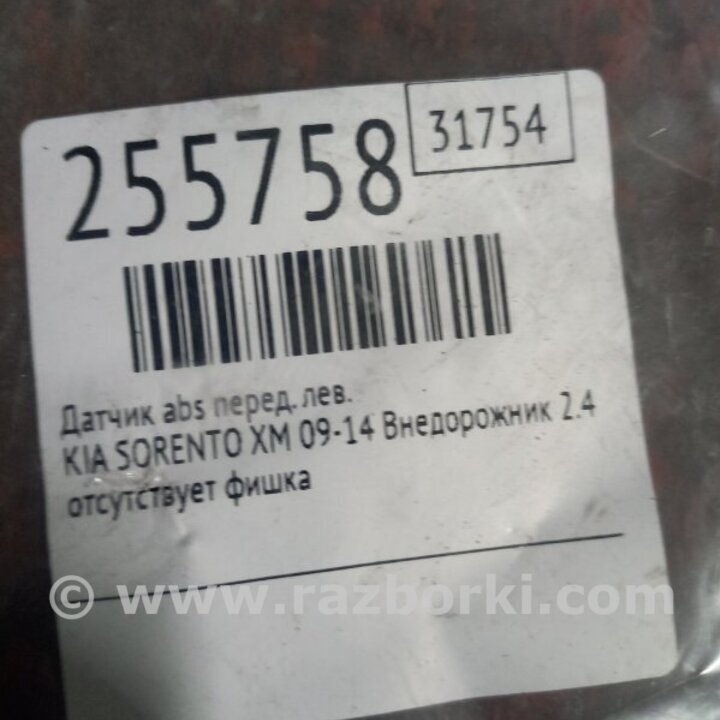 255758
31754
Датчик abs перед. лев.
KIA SORENTO XM 09-14 Внедорожник 2.4
отсутствует фишка
© www.razborki.com